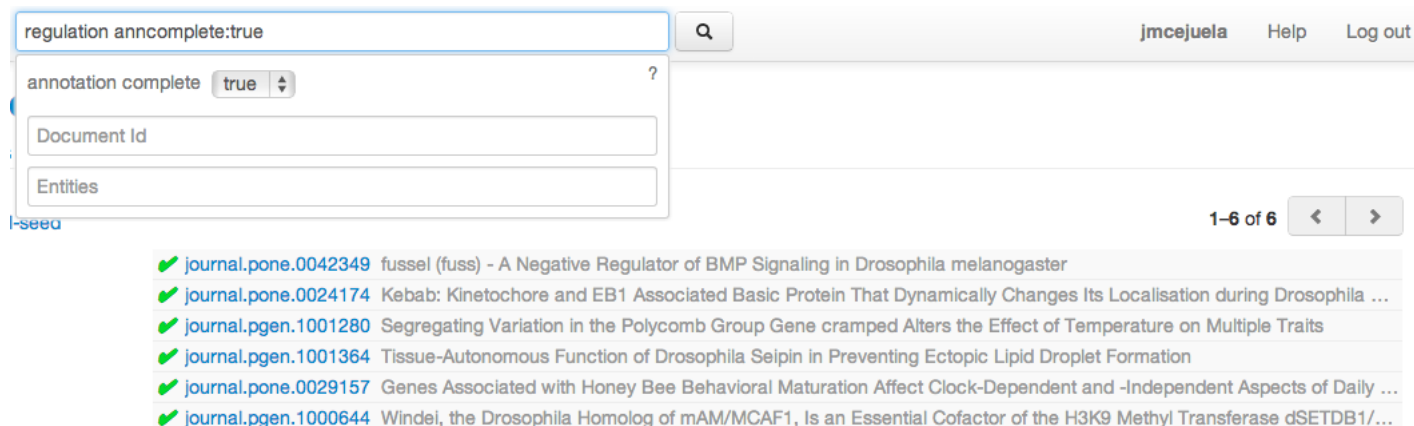 regulation anncomplete:true
jmcejuela Help Log out
annotation complete true ?
Document Id
Entities
l-seed
1–6 of 6
journal.pone.0042349 fussel (fuss) - A Negative Regulator of BMP Signaling in Drosophila melanogaster
journal.pone.0024174 Kebab: Kinetochore and EB1 Associated Basic Protein That Dynamically Changes Its Localisation during Drosophila ...
journal.pgen.1001280 Segregating Variation in the Polycomb Group Gene cramped Alters the Effect of Temperature on Multiple Traits
journal.pgen.1001364 Tissue-Autonomous Function of Drosophila Seipin in Preventing Ectopic Lipid Droplet Formation
journal.pone.0029157 Genes Associated with Honey Bee Behavioral Maturation Affect Clock-Dependent and -Independent Aspects of Daily ...
journal.pgen.1000644 Windei, the Drosophila Homolog of mAM/MCAF1, Is an Essential Cofactor of the H3K9 Methyl Transferase dSETDB1/...